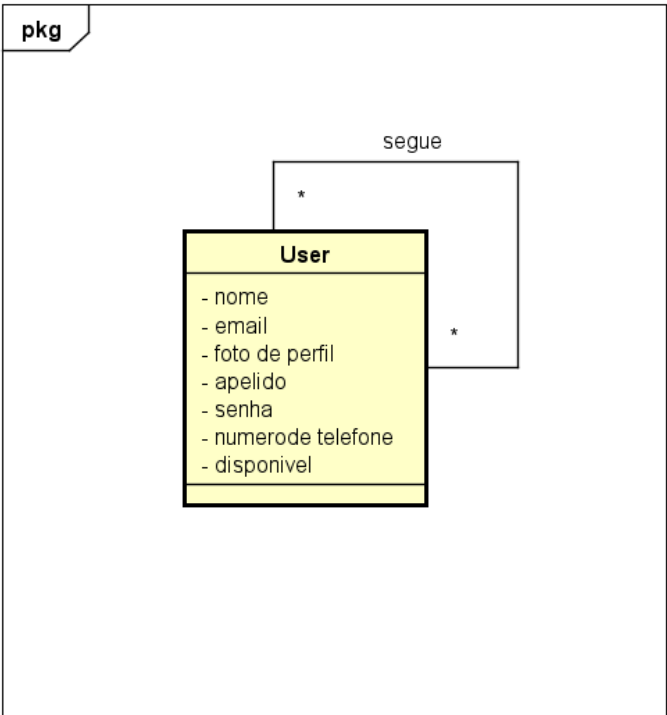 pkg
segue
*
User
- nome
- email
- foto de perfil
*
- apelido
- senha
- numerode telefone
- disponivel